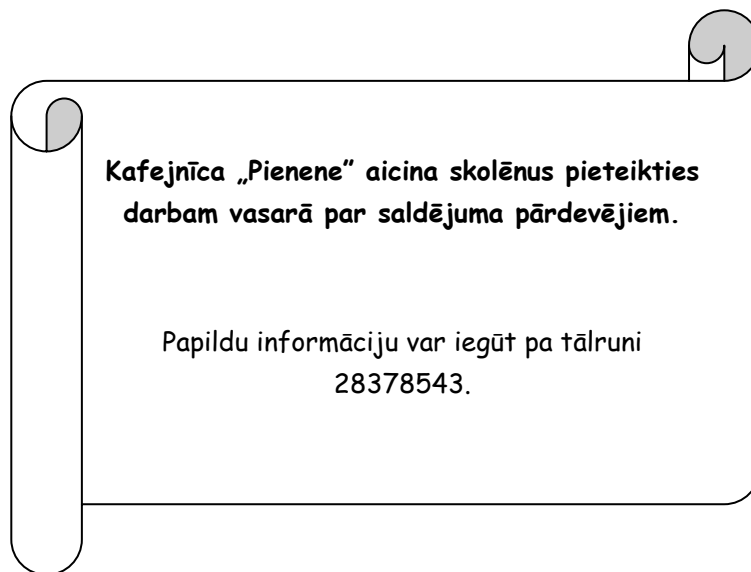 Kafejnīca „Pienene” aicina skolēnus pieteikties
darbam vasarā par saldējuma pārdevējiem.
Papildu informāciju var iegūt pa tālruni
28378543.